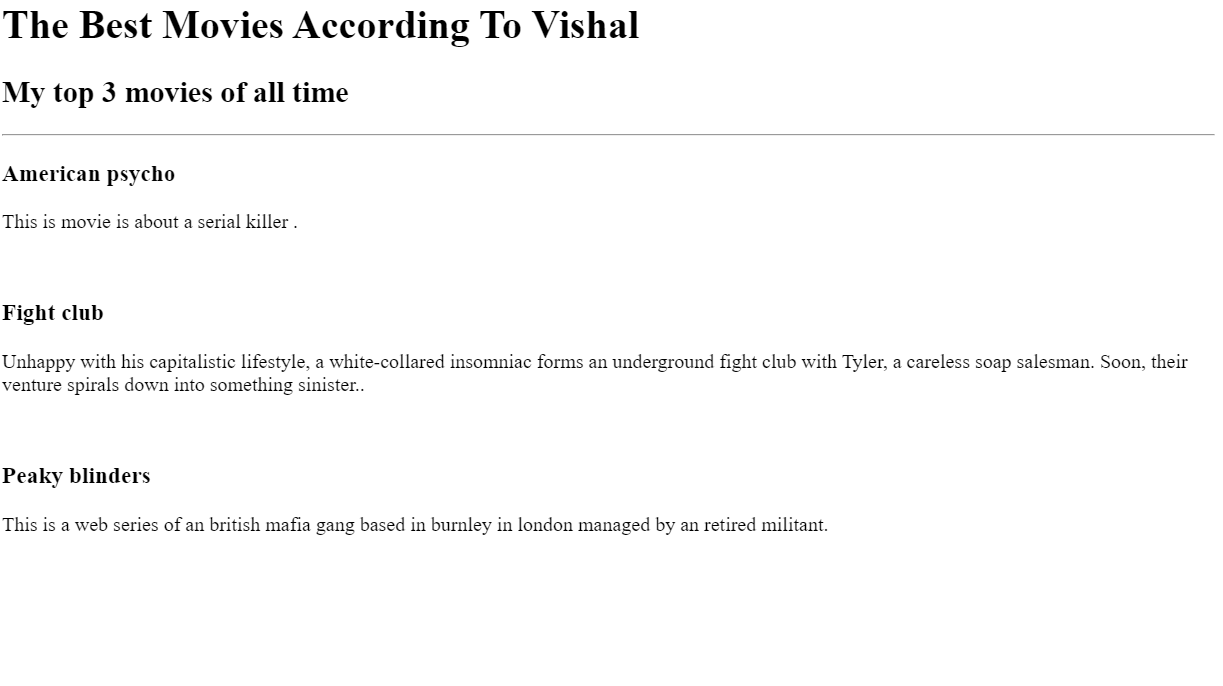 The Best Movies According To Vishal
My top 3 movies of all time
American psycho
This is movie is about a serial killer .
Fight club
Unhappy with his capitalistic lifestyle, a white-collared insomniac forms an underground fight club with Tyler, a careless soap salesman. Soon, their
venture spirals down into something sinister..
Peaky blinders
This is a web series of an british mafia gang based in burnley in london managed by an retired militant.